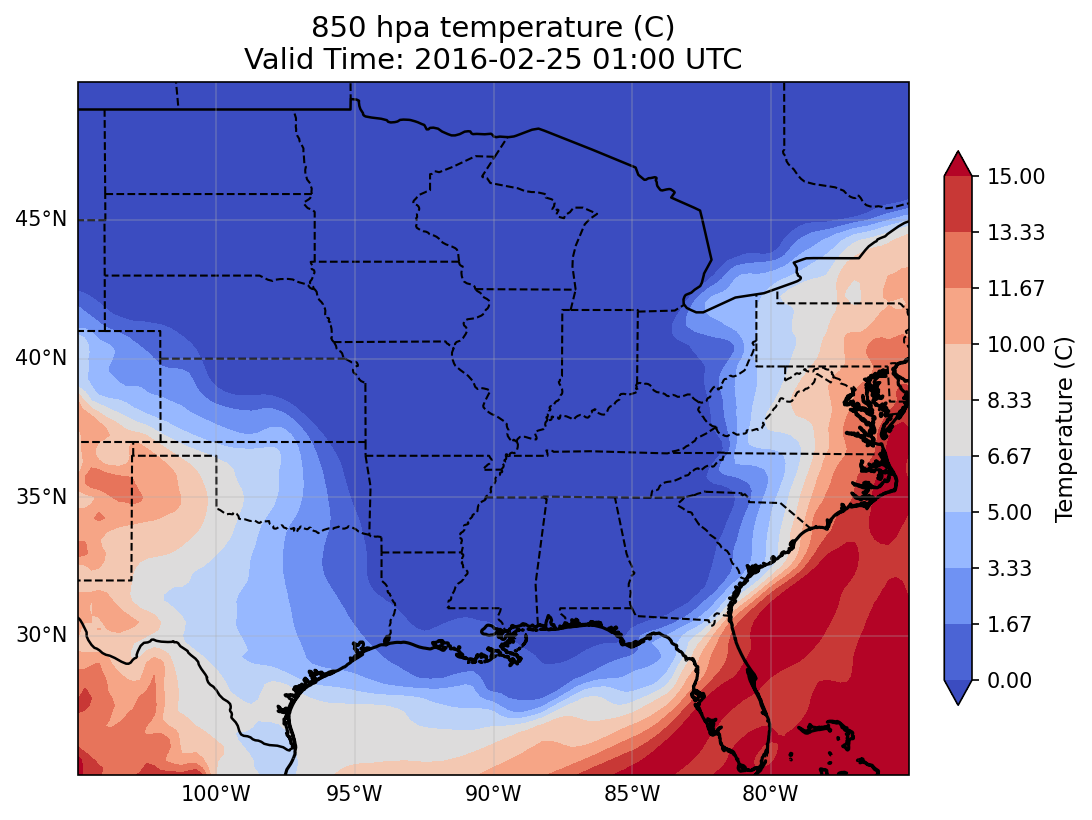 850 hpa temperature (C)
Valid Time: 2016-02-25 01:00 UTC
45°N
40°N
35°N
30°N
100°W
95°W
90°W
85°W
80°W
15.00
13.33
11.67
10.00
8.33
6.67
5.00
3.33
1.67
0.00
Temperature (C)